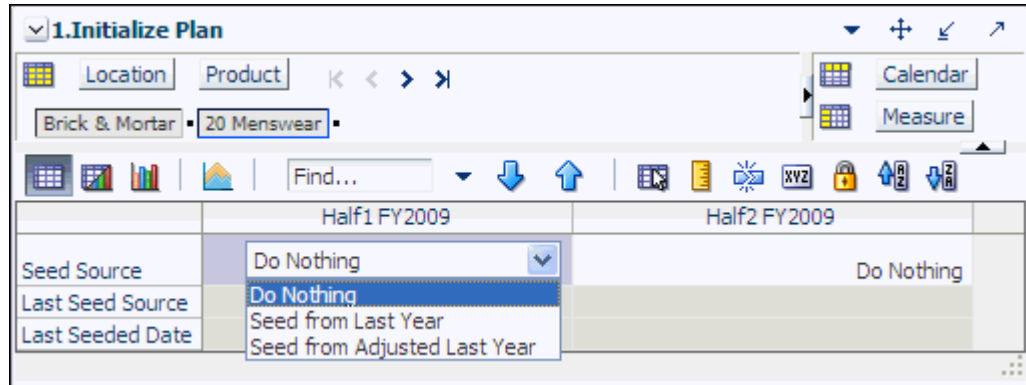 1.Initialize Plan
Location Product Calendar
Brick & Mortar 20 Menswear Measure
Find... XYZ A Z Z A
Half1 FY2009 Half2 FY2009
Seed Source Do Nothing Do Nothing
Do Nothing
Last Seed Source Seed from Last Year
Last Seeded Date Seed from Adjusted Last Year